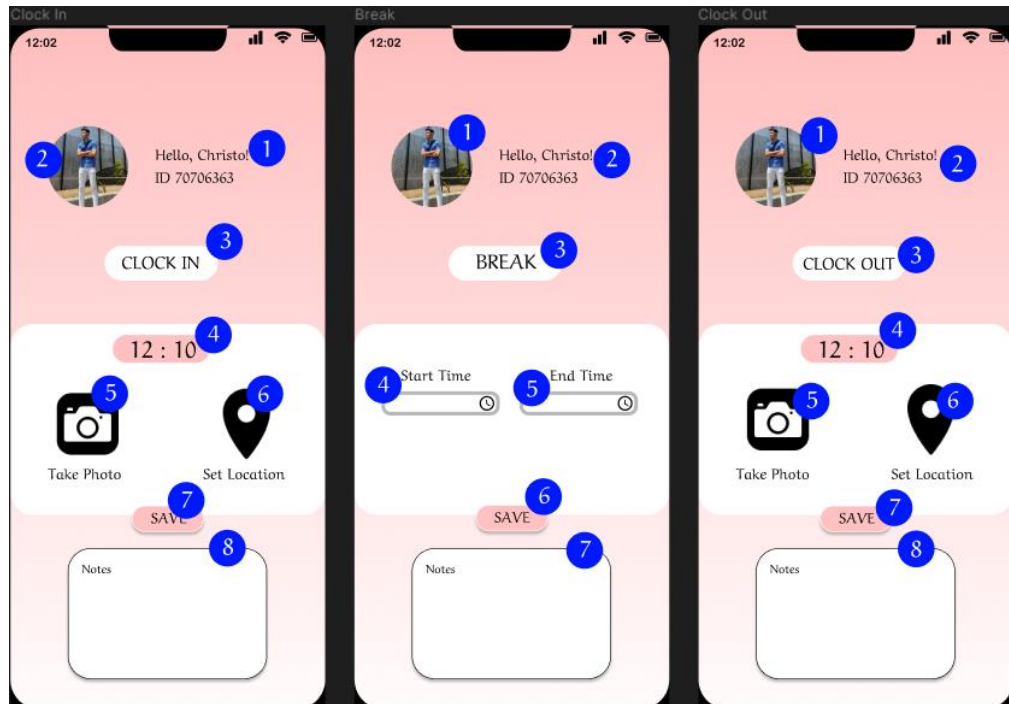 Clock In
12:02
2
Hello, Christo!
1
ID 70706363
3
CLOCK IN
4
12 : 10
5
6
Take Photo
Set Location
7
SAVE
8
Notes
Break
12:02
1
Hello, Christo!
2
ID 70706363
3
BREAK
4
Start Time
5
End Time
6
SAVE
7
Notes
Clock Out
12:02
1
Hello, Christo!
2
ID 70706363
3
CLOCK OUT
4
12 : 10
5
6
Take Photo
Set Location
7
SAVE
8
Notes